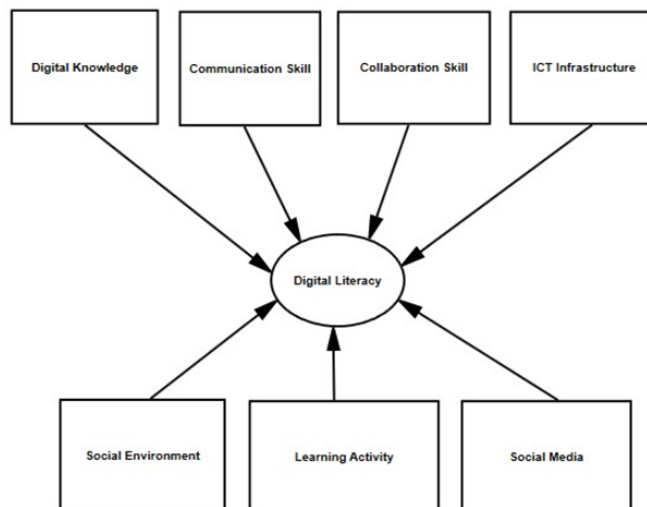 Digital Knowledge
Communication Skill
Collaboration Skill
ICT Infrastructure
Digital Literacy
Social Environment
Learning Activity
Social Media